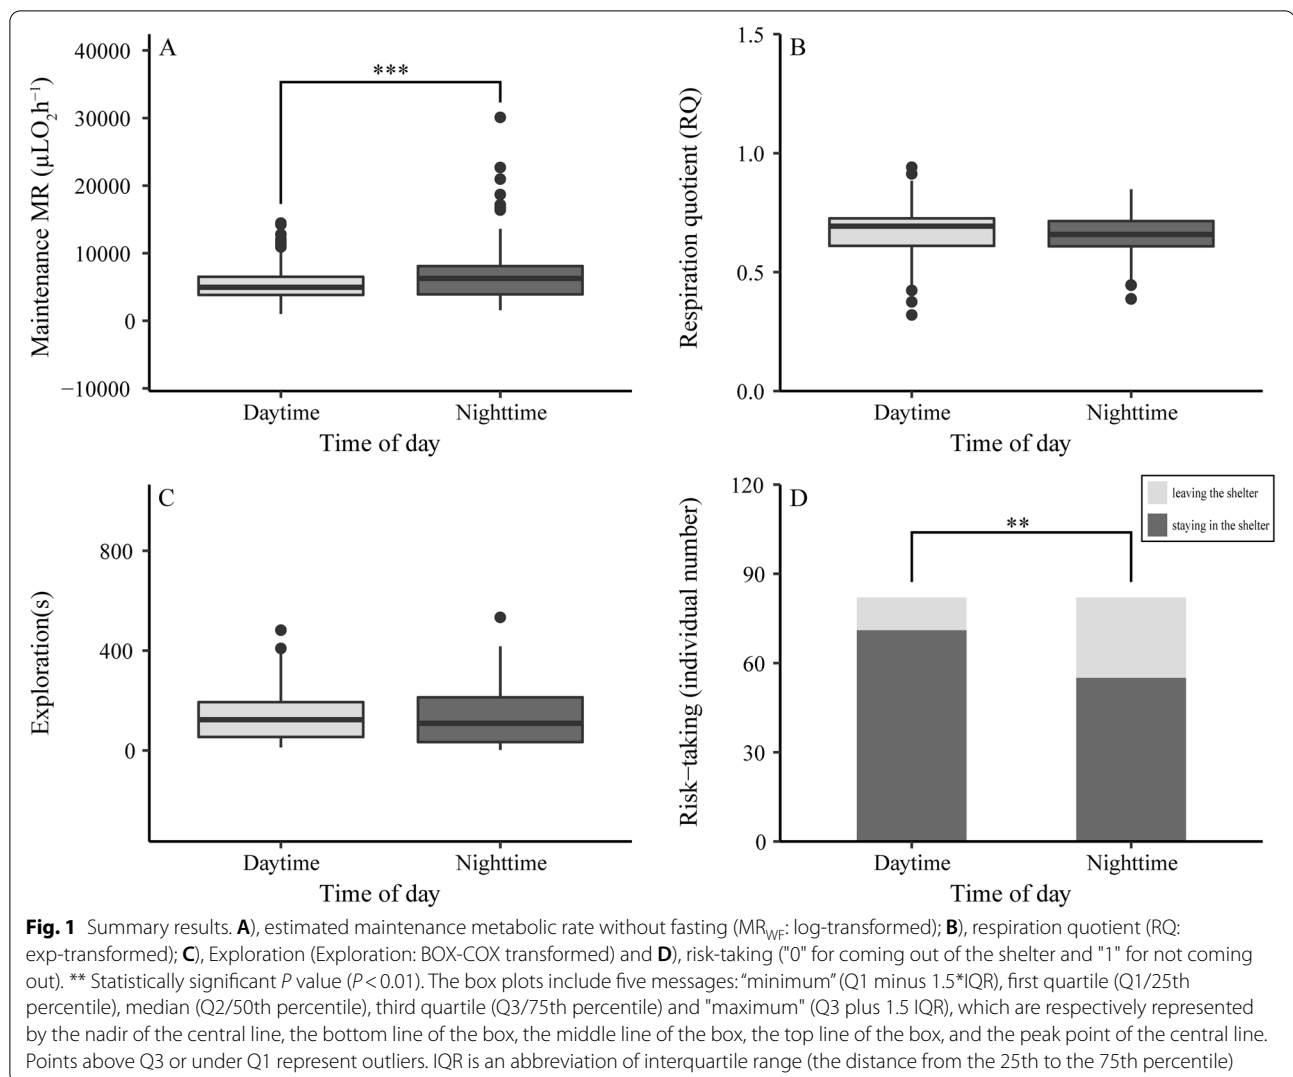 A
***
Maintenance MR (μLO₂h⁻¹)
40000
30000
20000
10000
0
−10000
Daytime
Nighttime
Time of day
B
Respiration quotient (RQ)
1.5
1.0
0.5
0.0
Daytime
Nighttime
Time of day
C
Exploration(s)
800
400
0
Daytime
Nighttime
Time of day
D
**
leaving the shelter
staying in the shelter
Risk−taking (individual number)
120
90
60
30
0
Daytime
Nighttime
Time of day
Fig. 1 Summary results. A), estimated maintenance metabolic rate without fasting (MR_WF: log-transformed); B), respiration quotient (RQ:
exp-transformed); C), Exploration (Exploration: BOX-COX transformed) and D), risk-taking ("0" for coming out of the shelter and "1" for not coming
out). ** Statistically significant P value (P < 0.01). The box plots include five messages: “minimum” (Q1 minus 1.5*IQR), first quartile (Q1/25th
percentile), median (Q2/50th percentile), third quartile (Q3/75th percentile) and "maximum" (Q3 plus 1.5 IQR), which are respectively represented
by the nadir of the central line, the bottom line of the box, the middle line of the box, the top line of the box, and the peak point of the central line.
Points above Q3 or under Q1 represent outliers. IQR is an abbreviation of interquartile range (the distance from the 25th to the 75th percentile)